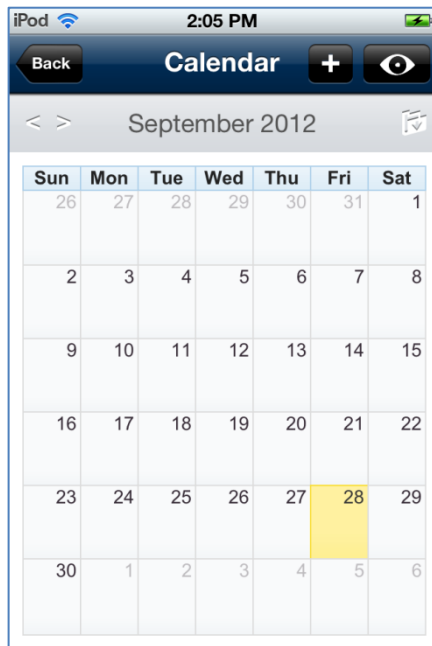 iPod 2:05 PM
Back Calendar +
< > September 2012
Sun Mon Tue Wed Thu Fri Sat
26 27 28 29 30 31 1
2 3 4 5 6 7 8
9 10 11 12 13 14 15
16 17 18 19 20 21 22
23 24 25 26 27 28 29
30 1 2 3 4 5 6